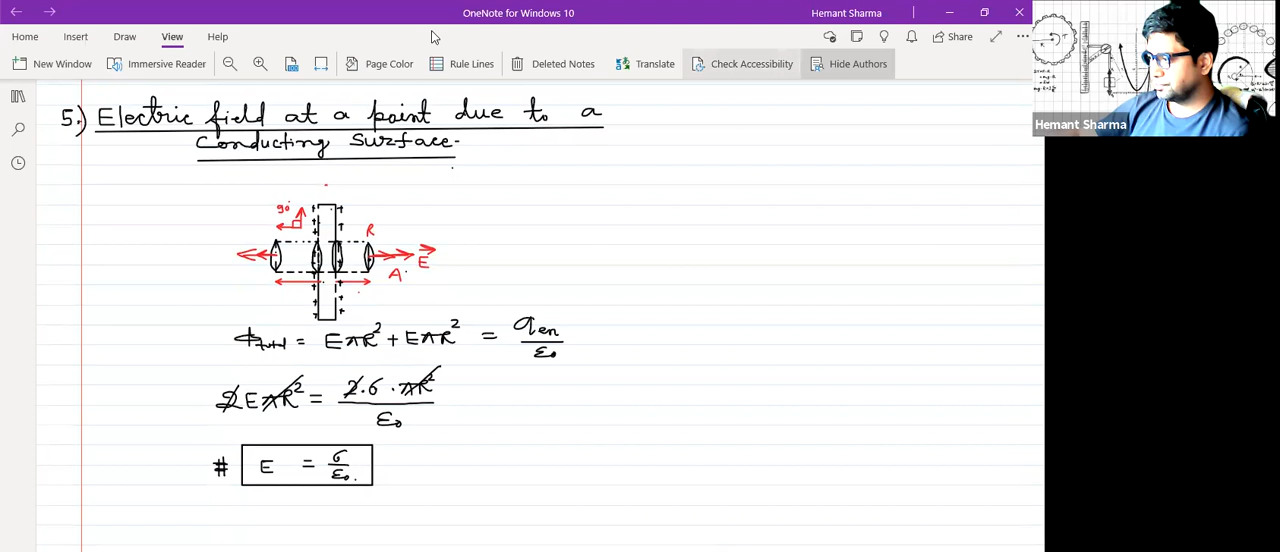 OneNote for Windows 10
Hemant Sharma
Home Insert Draw View Help
Share
New Window Immersive Reader Page Color Rule Lines Deleted Notes Translate Check Accessibility Hide Authors
Hemant Sharma
5.) Electric field at a point due to a
Conducting Surface.
90°
R
E
A
Φtotal = EπR² + EπR² = qen/ε₀
2EπR² = 2.σ.πR²/ε₀
# E = σ/ε₀.